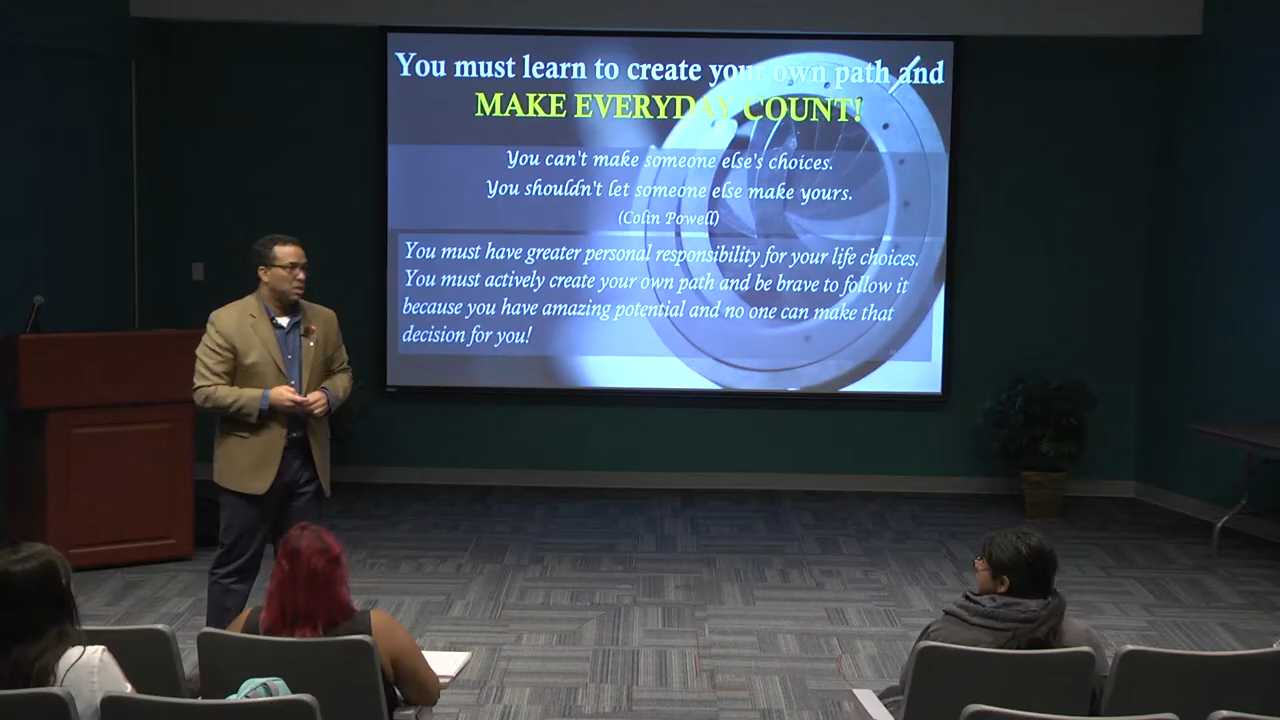 You must learn to create your own path and
MAKE EVERYDAY COUNT!
You can't make someone else's choices.
You shouldn't let someone else make yours.
(Colin Powell)
You must have greater personal responsibility for your life choices.
You must actively create your own path and be brave to follow it
because you have amazing potential and no one can make that
decision for you!